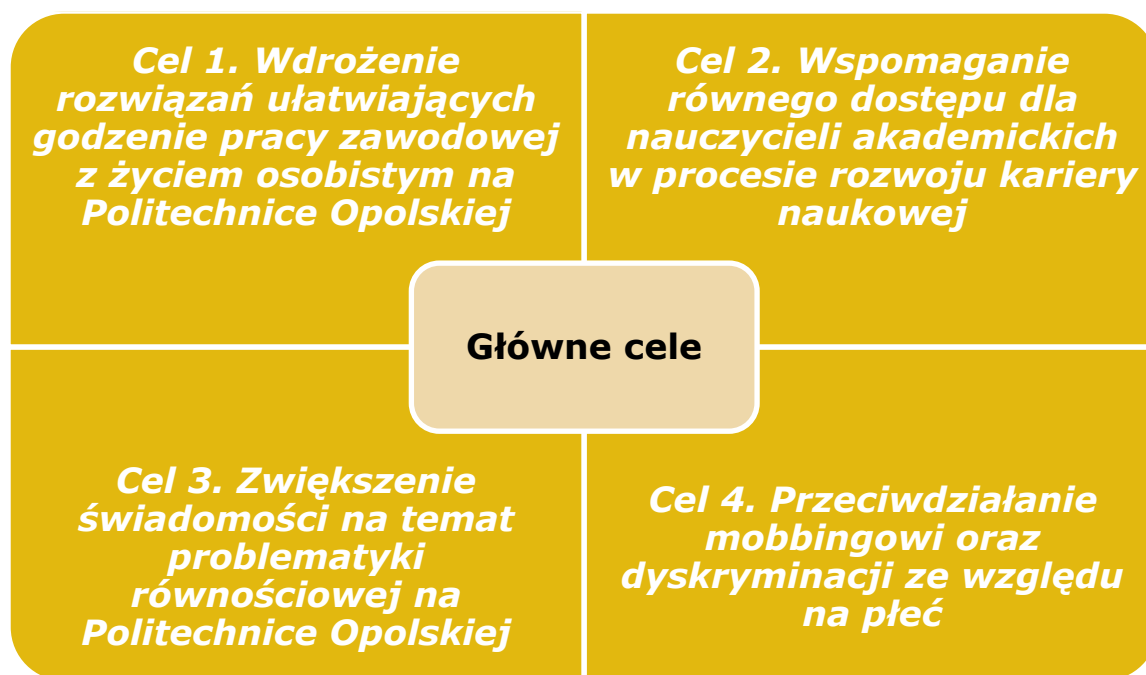 Cel 1. Wdrożenie
rozwiązań ułatwiających
godzenie pracy zawodowej
z życiem osobistym na
Politechnice Opolskiej
Cel 2. Wspomaganie
równego dostępu dla
nauczycieli akademickich
w procesie rozwoju kariery
naukowej
Główne cele
Cel 3. Zwiększenie
świadomości na temat
problematyki
równościowej na
Politechnice Opolskiej
Cel 4. Przeciwdziałanie
mobbingowi oraz
dyskryminacji ze względu
na płeć